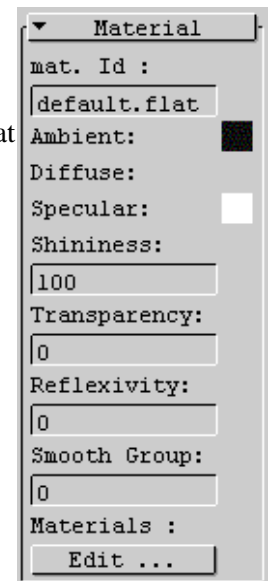 Material
mat. Id :
default.flat
at
Ambient:
Diffuse:
Specular:
Shininess:
100
Transparency:
0
Reflexivity:
0
Smooth Group:
0
Materials :
Edit ...